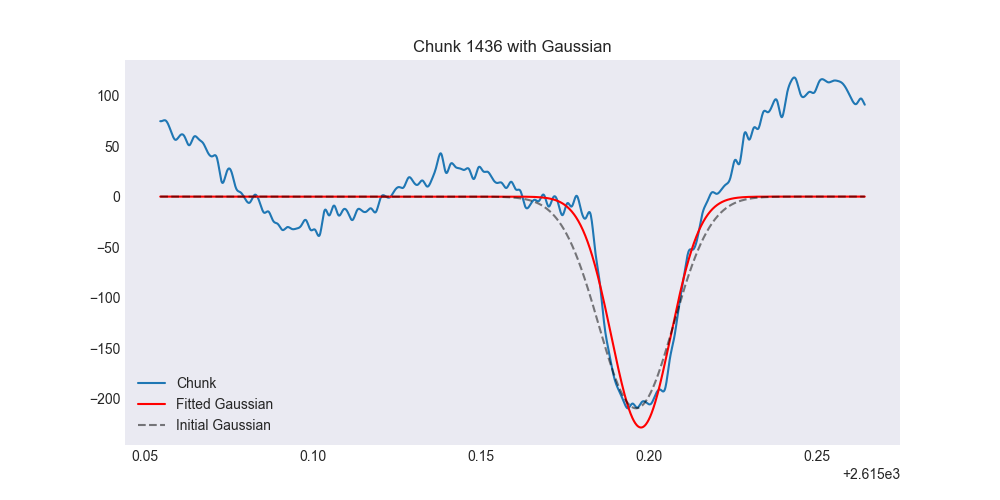 Chunk 1436 with Gaussian
100
50
0
−50
−100
−150
−200
Chunk
Fitted Gaussian
Initial Gaussian
0.05 0.10 0.15 0.20 0.25
+2.615e3